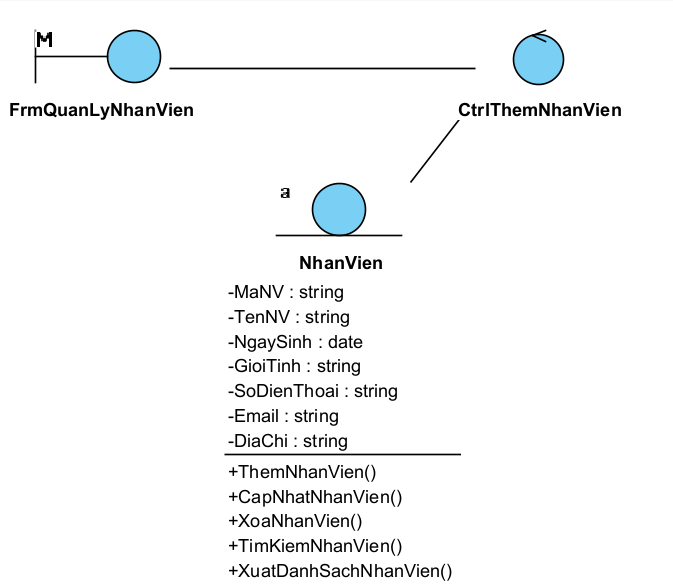 M
FrmQuanLyNhanVien
CtrlThemNhanVien
a
NhanVien
-MaNV : string
-TenNV : string
-NgaySinh : date
-GioiTinh : string
-SoDienThoai : string
-Email : string
-DiaChi : string
+ThemNhanVien()
+CapNhatNhanVien()
+XoaNhanVien()
+TimKiemNhanVien()
+XuatDanhSachNhanVien()